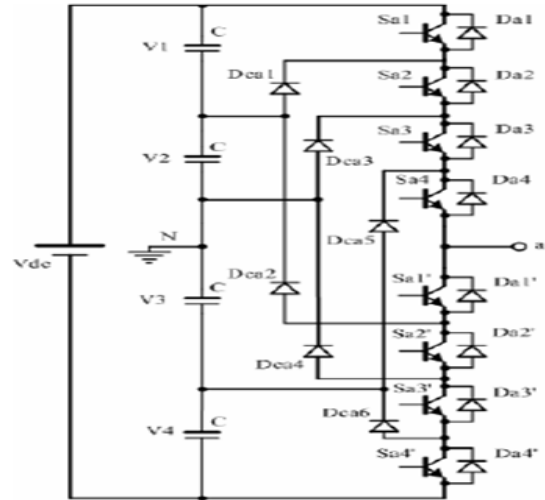 C Sa1 Da1
V1 Dca1 Sa2 Da2
C Sa3 Da3
V2 Dca3 Sa4 Da4
N Dca5 a
Vdc Dca2 C Sa1' Da1'
V3 Sa2' Da2'
Dca4 Sa3' Da3'
C Dca6
V4 Sa4' Da4'